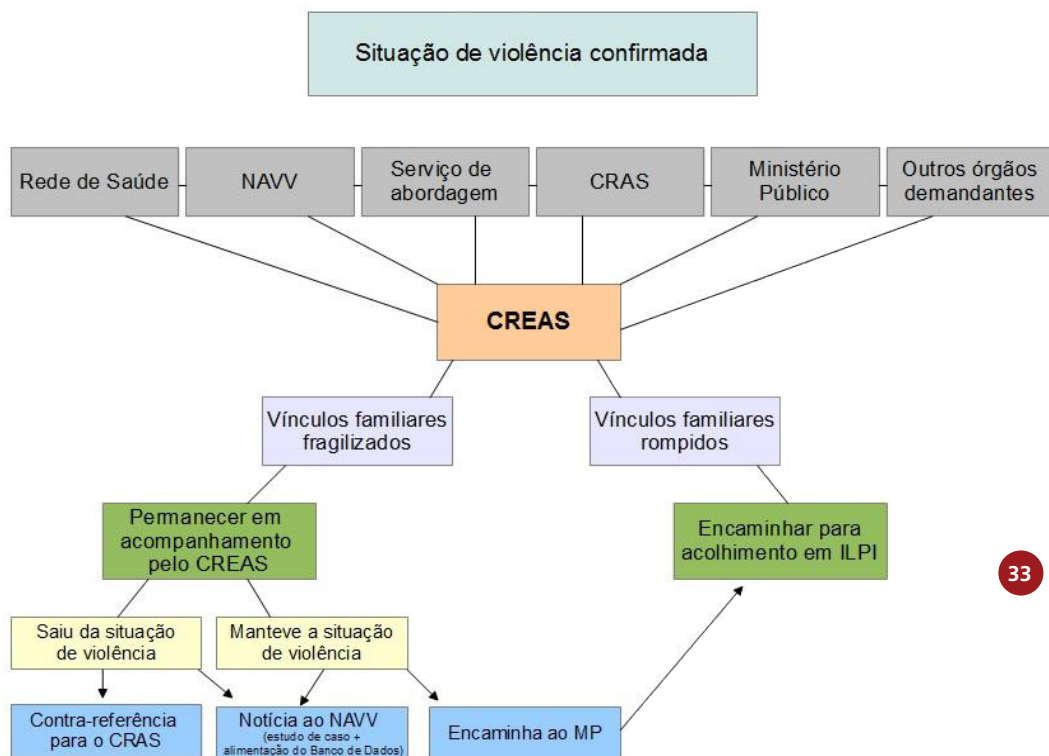 Situação de violência confirmada
Rede de Saúde
NAVV
Serviço de
abordagem
CRAS
Ministério
Público
Outros órgãos
demandantes
CREAS
Vínculos familiares
fragilizados
Vínculos familiares
rompidos
Permanecer em
acompanhamento
pelo CREAS
Encaminhar para
acolhimento em ILPI
33
Saiu da situação
de violência
Manteve a situação
de violência
Contra-referência
para o CRAS
Notícia ao NAVV
(estudo de caso +
alimentação do Banco de Dados)
Encaminha ao MP